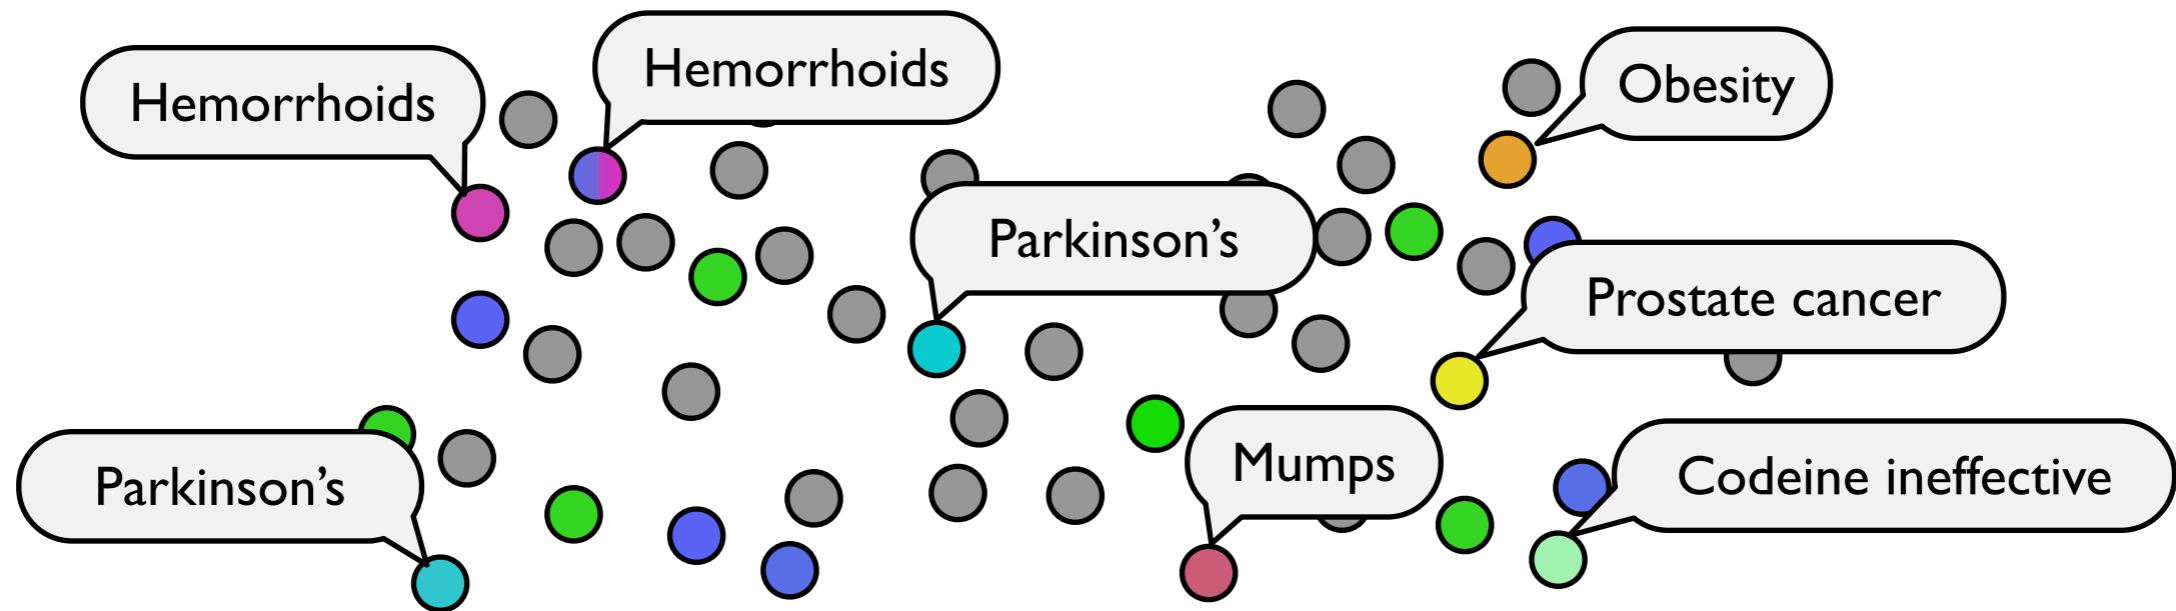 Hemorrhoids
Hemorrhoids
Obesity
Parkinson’s
Prostate cancer
Parkinson’s
Mumps
Codeine ineffective